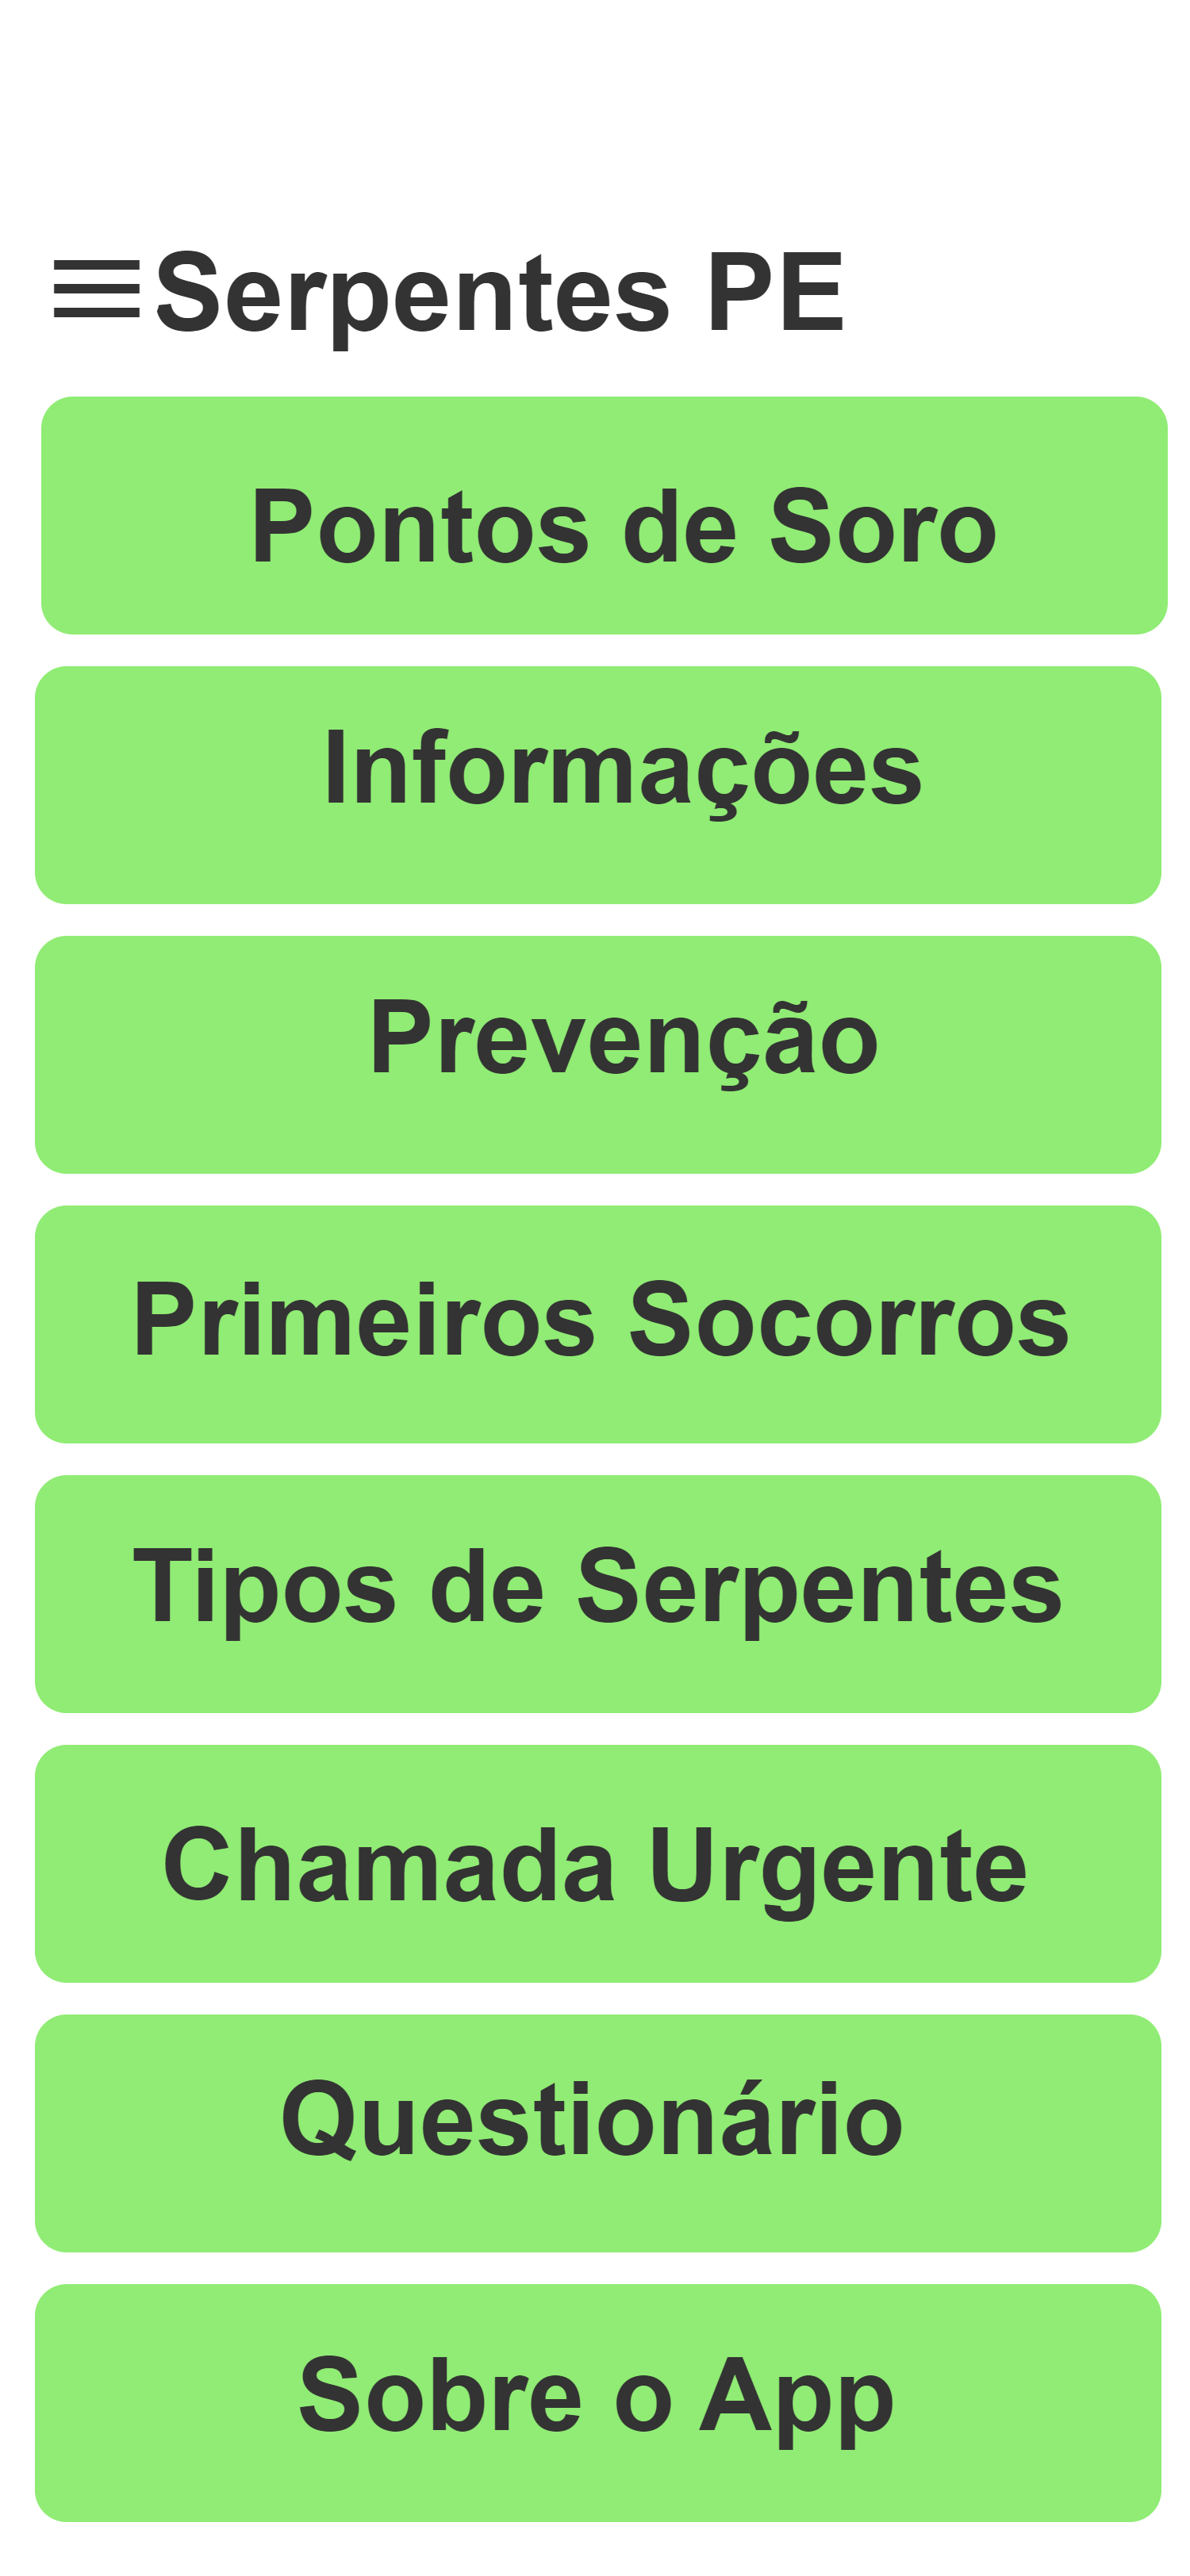 Serpentes PE
Pontos de Soro
Informações
Prevenção
Primeiros Socorros
Tipos de Serpentes
Chamada Urgente
Questionário
Sobre o App